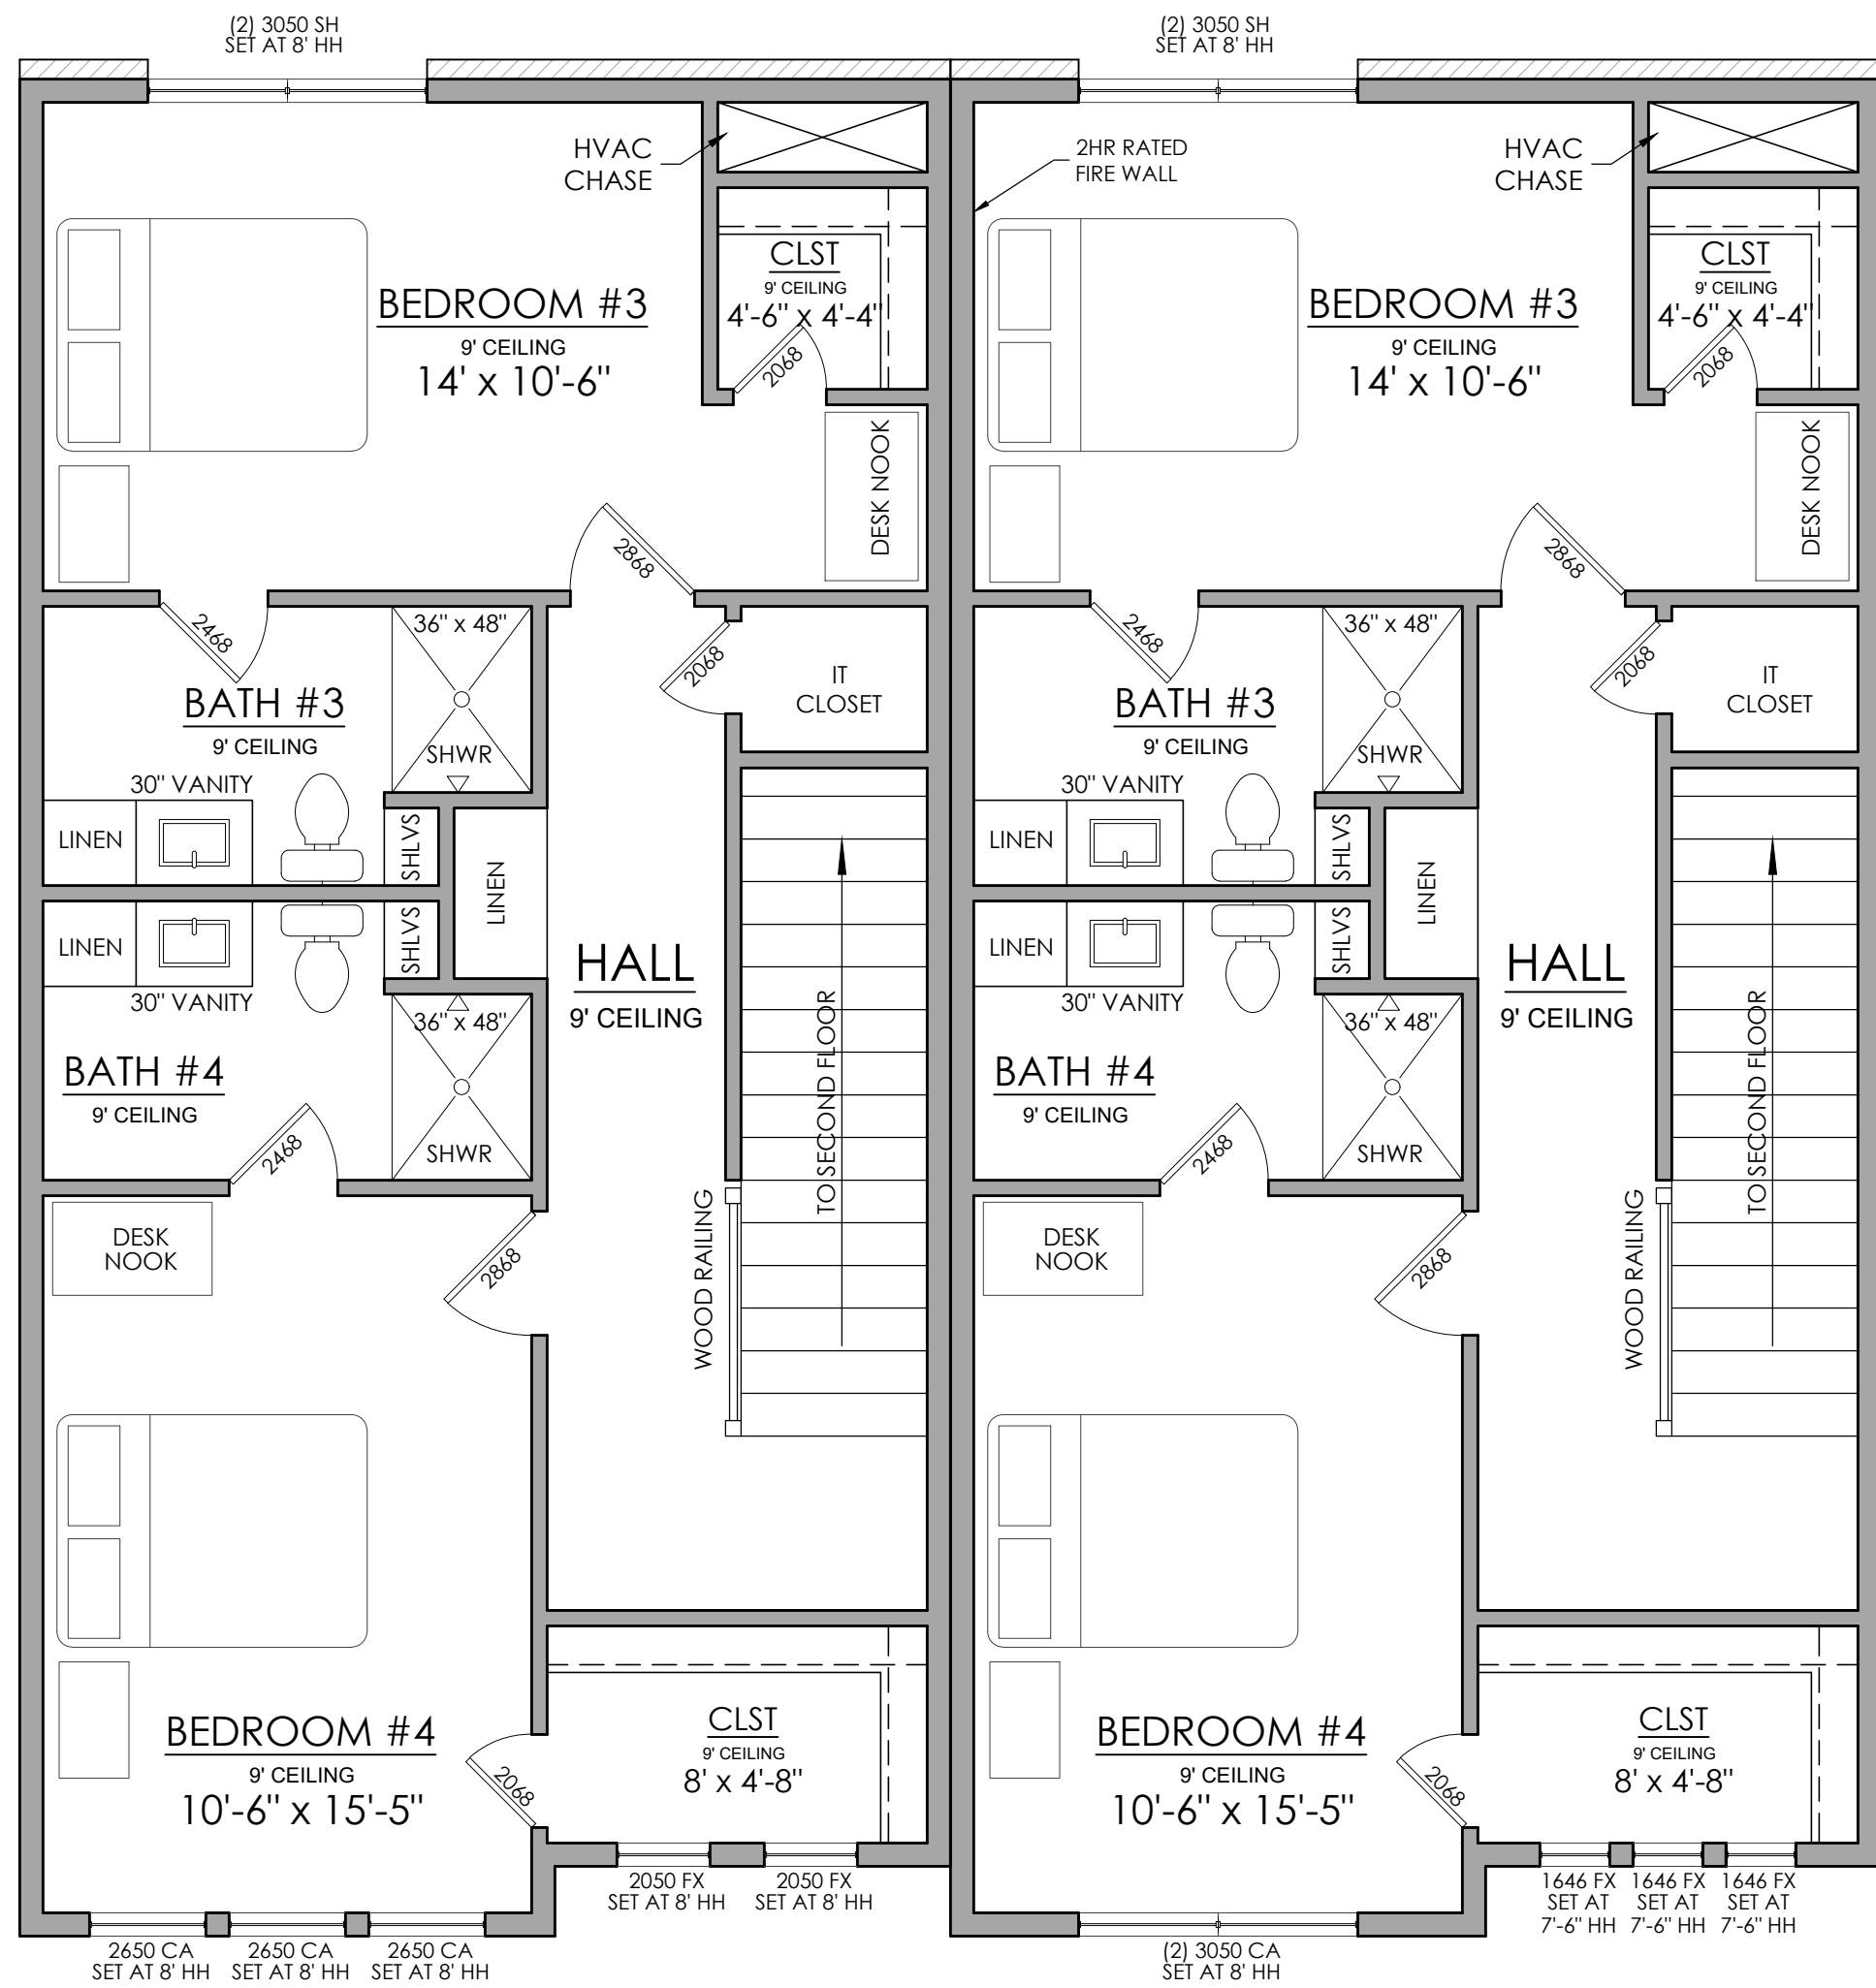 (2) 3050 SH
SET AT 8' HH
(2) 3050 SH
SET AT 8' HH
HVAC
CHASE
2HR RATED
FIRE WALL
HVAC
CHASE
CLST
9' CEILING
4'-6" x 4'-4"
2068
CLST
9' CEILING
4'-6" x 4'-4"
2068
BEDROOM #3
9' CEILING
14' x 10'-6"
BEDROOM #3
9' CEILING
14' x 10'-6"
DESK NOOK
DESK NOOK
2868
2868
2468
36" x 48"
2068
2468
36" x 48"
2068
IT
CLOSET
IT
CLOSET
BATH #3
9' CEILING
SHWR
BATH #3
9' CEILING
SHWR
30" VANITY
30" VANITY
LINEN
SHLVS
LINEN
SHLVS
LINEN
LINEN
LINEN
SHLVS
LINEN
SHLVS
30" VANITY
30" VANITY
HALL
9' CEILING
HALL
9' CEILING
36" x 48"
36" x 48"
TO SECOND FLOOR
TO SECOND FLOOR
BATH #4
9' CEILING
BATH #4
9' CEILING
2468
SHWR
2468
SHWR
DESK
NOOK
DESK
NOOK
2868
2868
WOOD RAILING
WOOD RAILING
BEDROOM #4
9' CEILING
10'-6" x 15'-5"
2068
CLST
9' CEILING
8' x 4'-8"
BEDROOM #4
9' CEILING
10'-6" x 15'-5"
2068
CLST
9' CEILING
8' x 4'-8"
2050 FX
SET AT 8' HH
2050 FX
SET AT 8' HH
1646 FX
SET AT
7'-6" HH
1646 FX
SET AT
7'-6" HH
1646 FX
SET AT
7'-6" HH
2650 CA
SET AT 8' HH
2650 CA
SET AT 8' HH
2650 CA
SET AT 8' HH
(2) 3050 CA
SET AT 8' HH